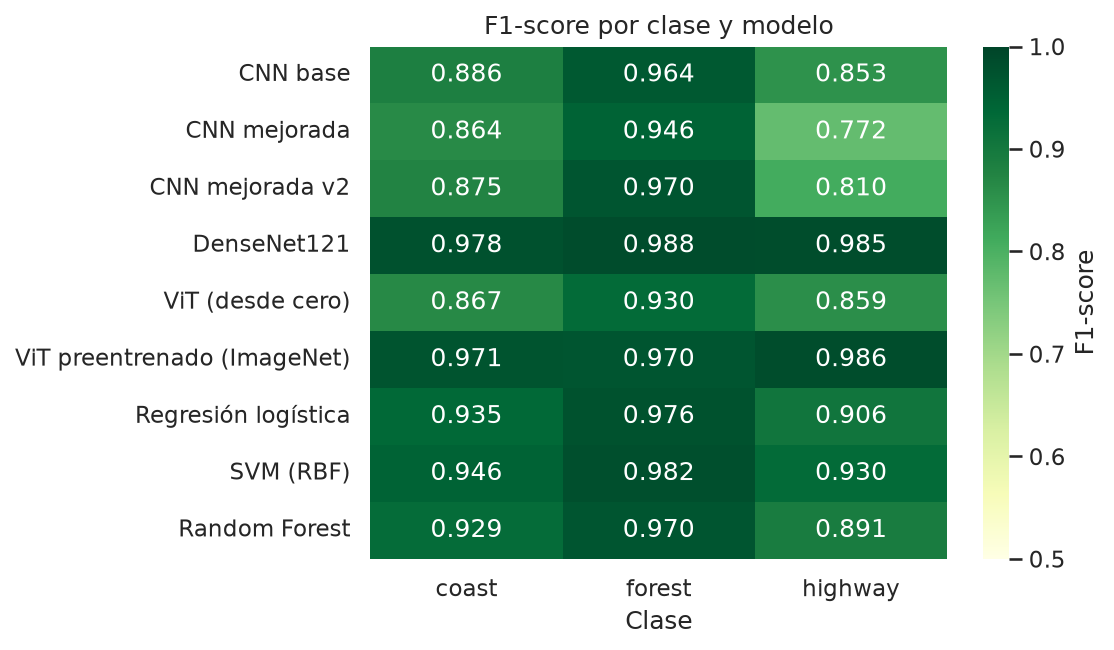 F1-score por clase y modelo
CNN base 0.886 0.964 0.853
CNN mejorada 0.864 0.946 0.772
CNN mejorada v2 0.875 0.970 0.810
DenseNet121 0.978 0.988 0.985
ViT (desde cero) 0.867 0.930 0.859
ViT preentrenado (ImageNet) 0.971 0.970 0.986
Regresión logística 0.935 0.976 0.906
SVM (RBF) 0.946 0.982 0.930
Random Forest 0.929 0.970 0.891
coast forest highway
Clase
1.0
0.9
0.8
0.7
0.6
0.5
F1-score